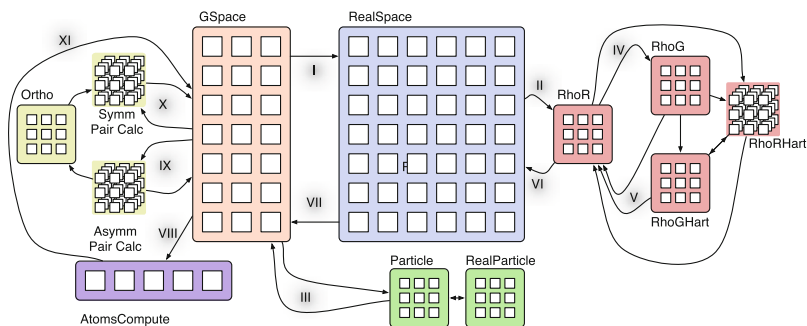 GSpace
RealSpace
XI
I
IV
RhoG
II
RhoR
Ortho
X
Symm
Pair Calc
RhoRHart
IX
P
VI
V
RhoGHart
Asymm
Pair Calc
VIII
VII
Particle
RealParticle
III
AtomsCompute